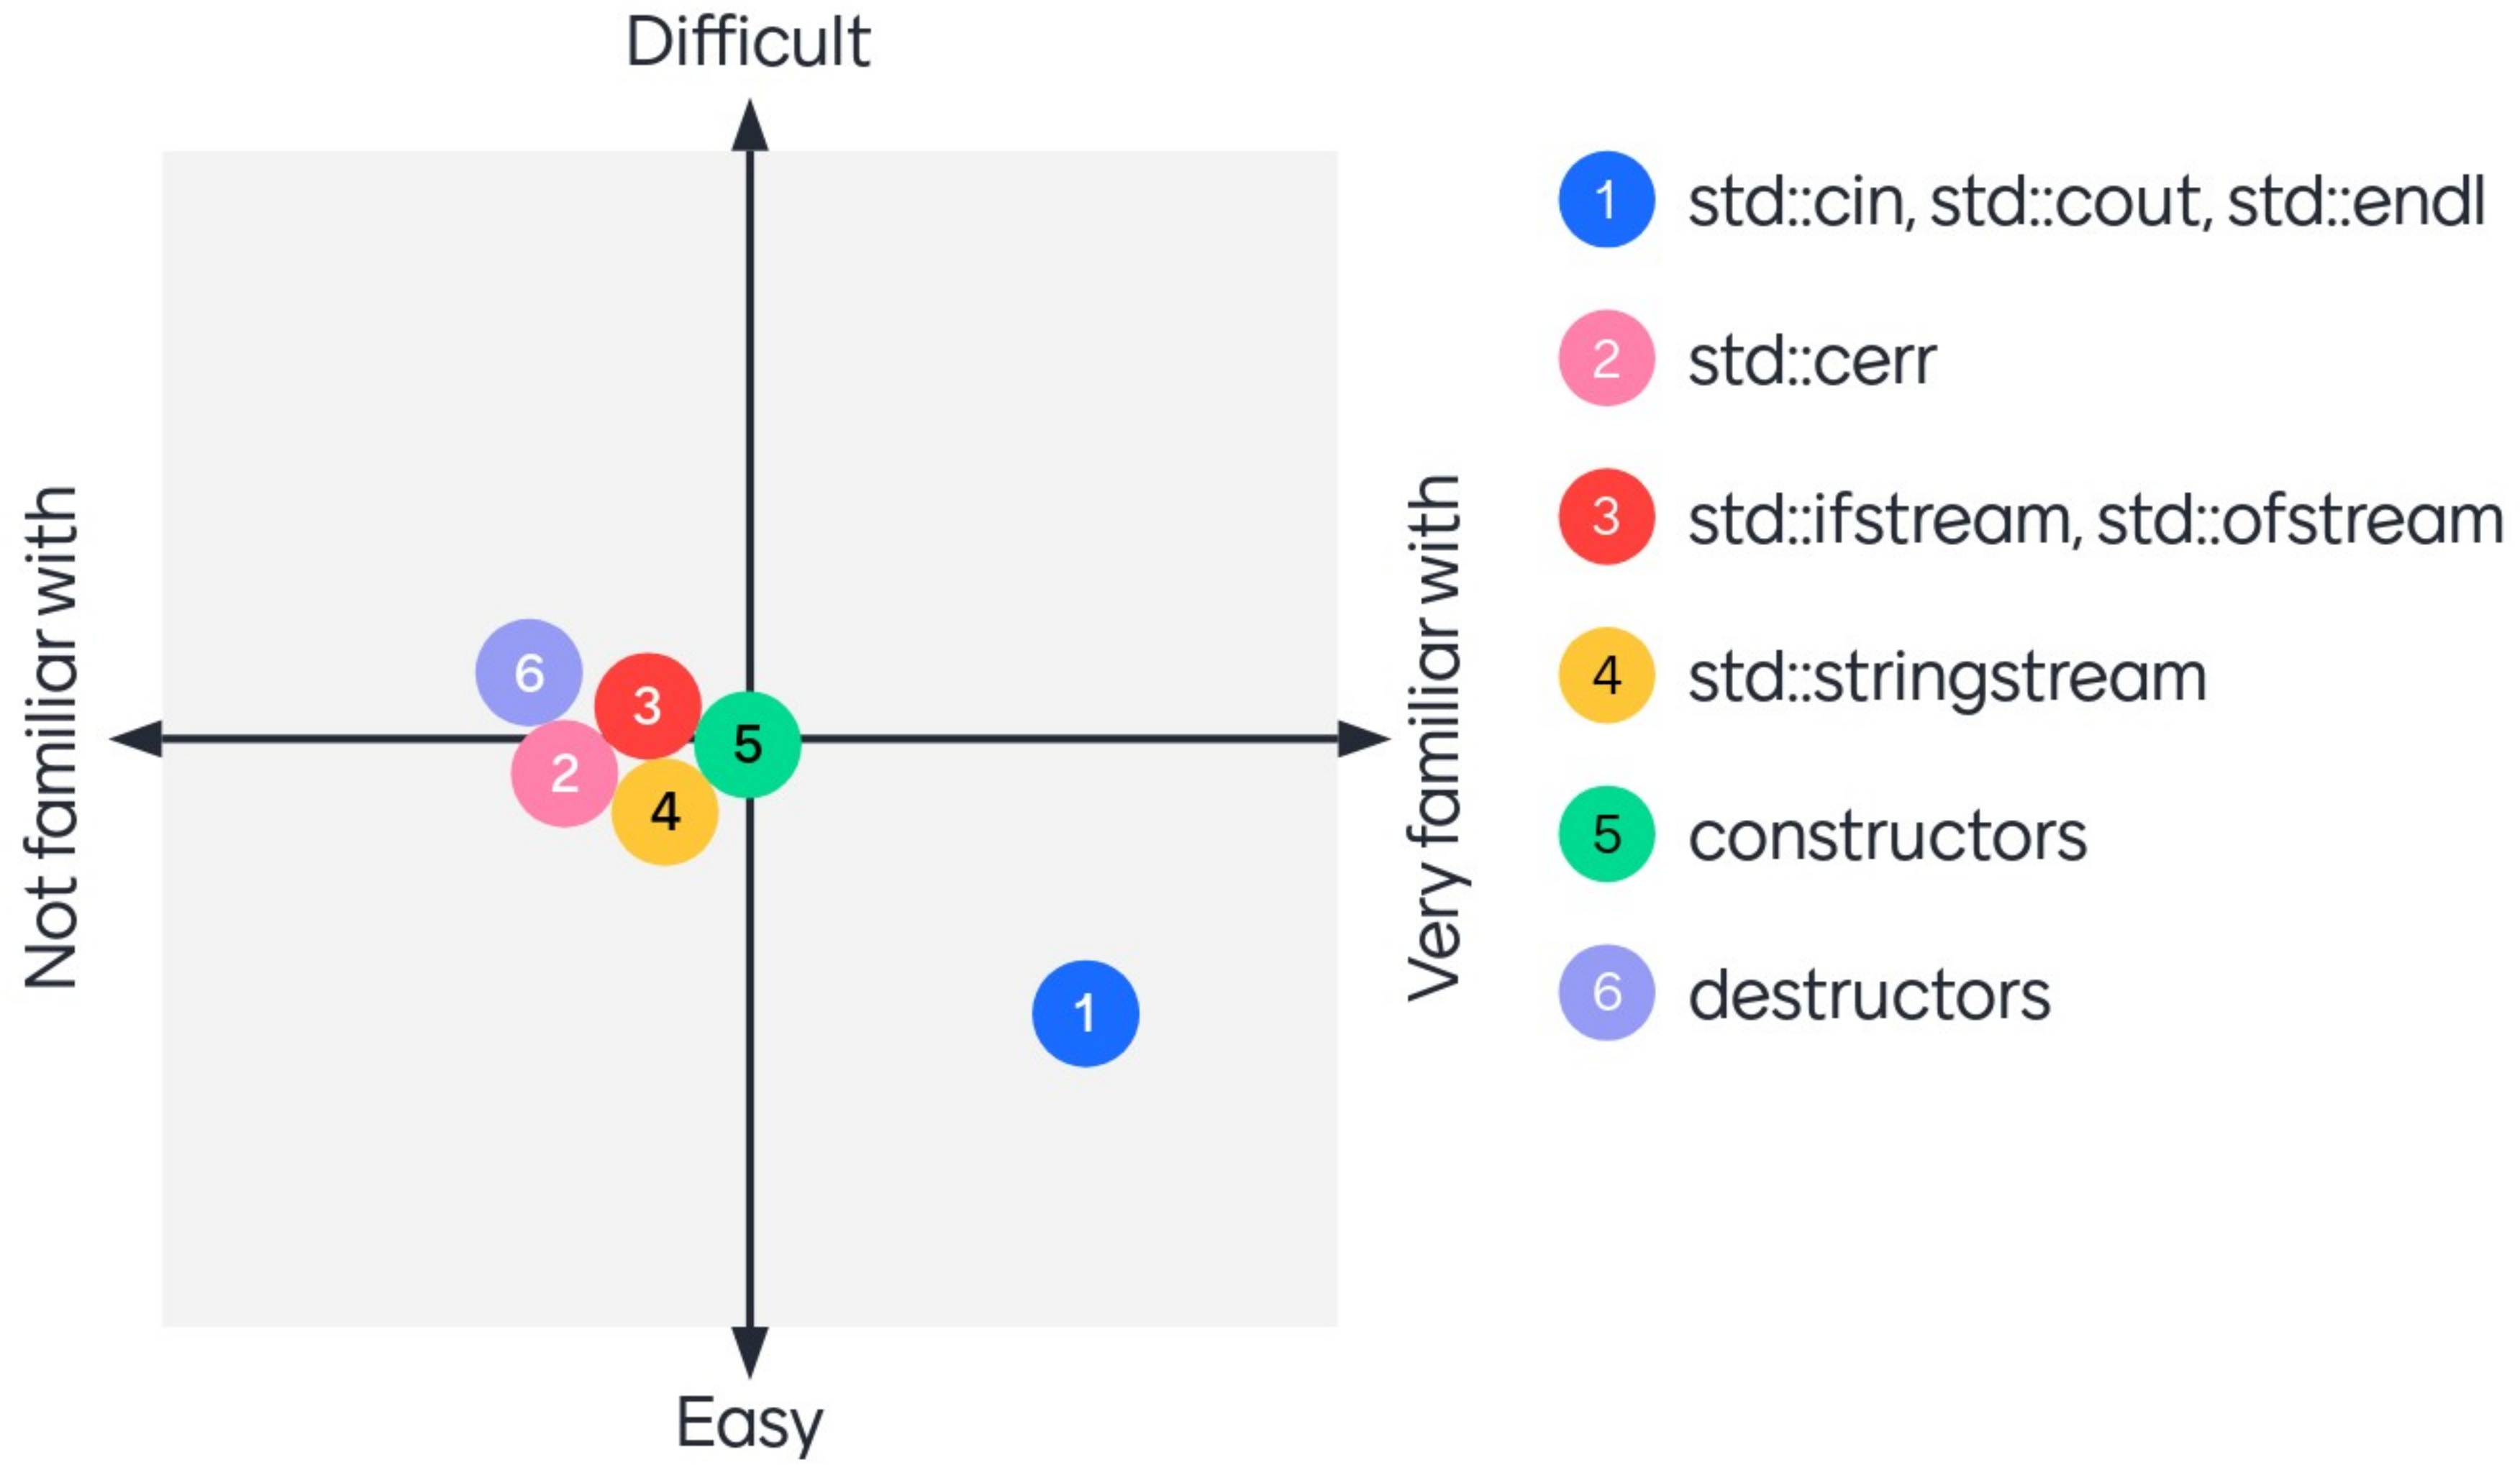 Difficult
Not familiar with
Very familiar with
6
3
5
2
4
1
Easy
1 std::cin, std::cout, std::endl
2 std::cerr
3 std::ifstream, std::ofstream
4 std::stringstream
5 constructors
6 destructors